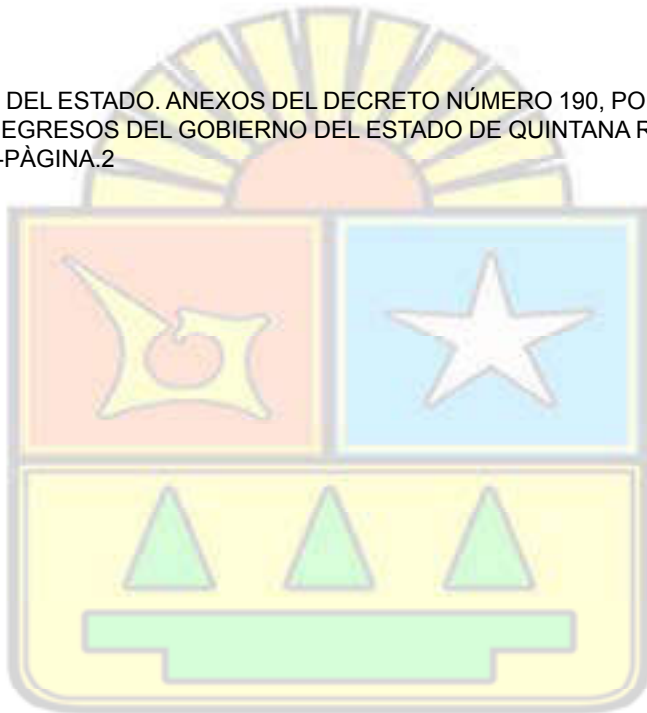 DEL ESTADO. ANEXOS DEL DECRETO NÚMERO 190, PO
EGRESOS DEL GOBIERNO DEL ESTADO DE QUINTANA R
-PÀGINA.2